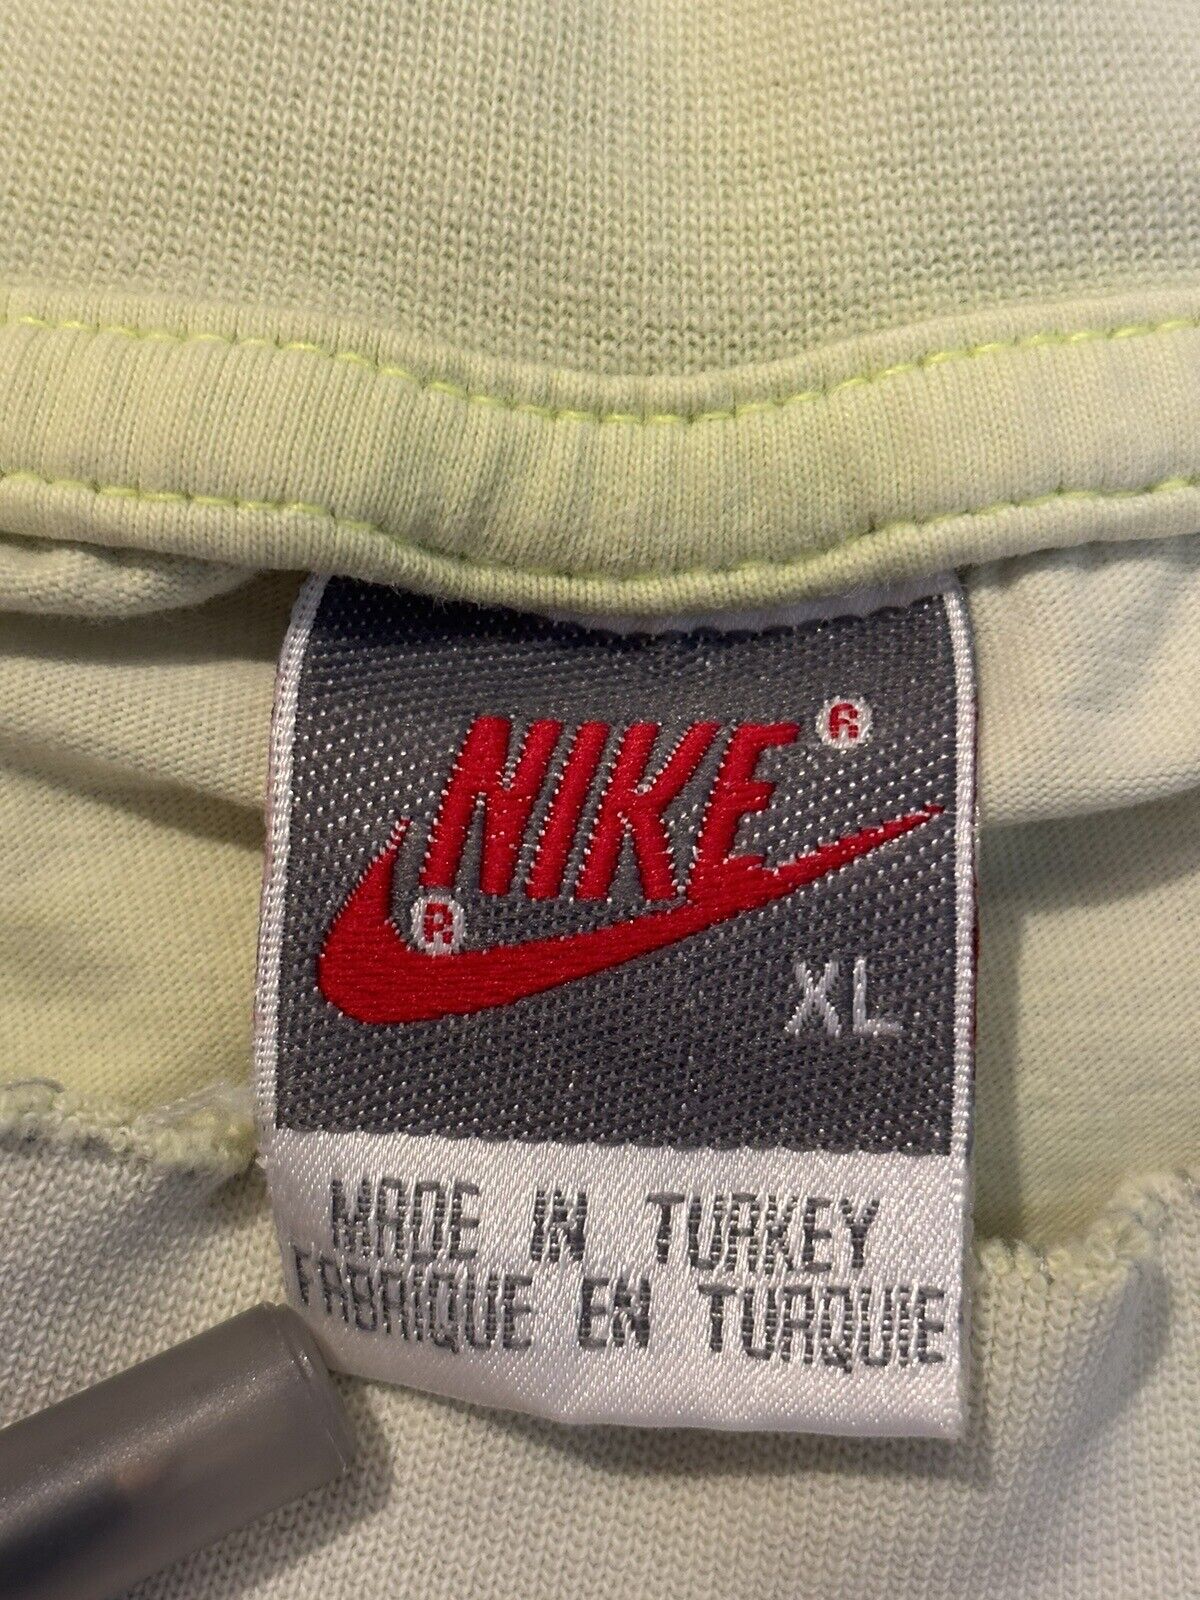 NIKE ®
®
XL
MADE IN TURKEY
FABRIQUE EN TURQUIE